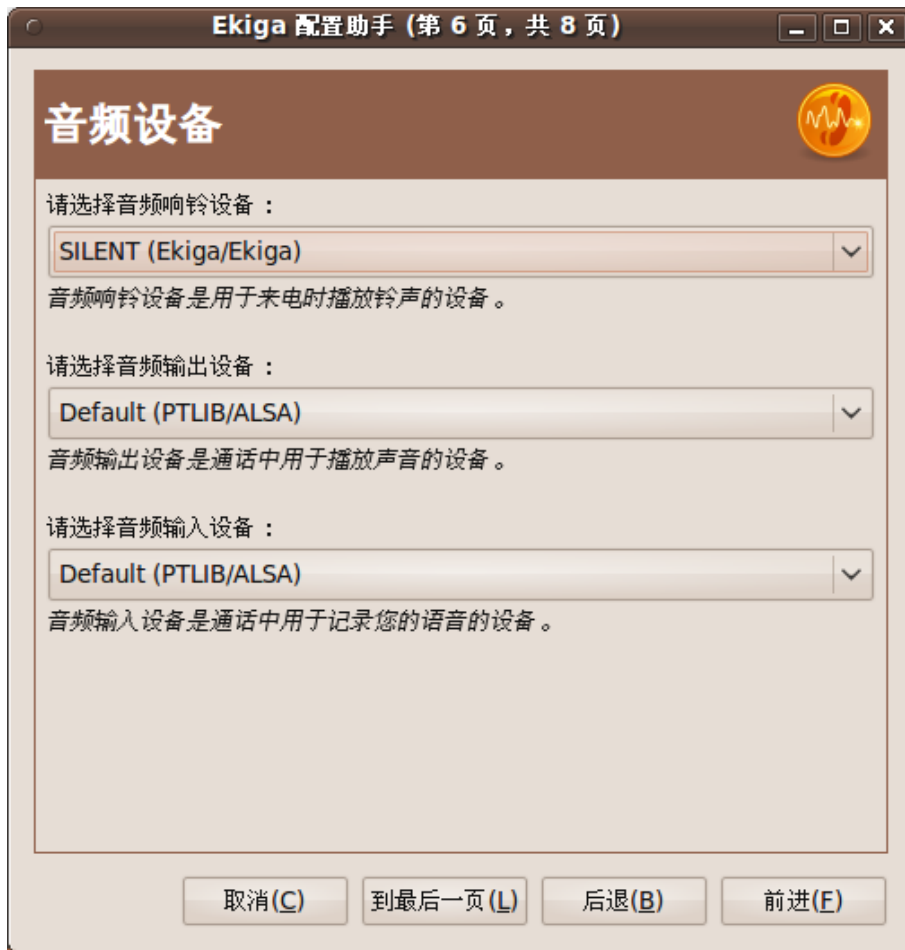 Ekiga 配置助手 (第 6 页，共 8 页)
音频设备
请选择音频响铃设备：
SILENT (Ekiga/Ekiga)
音频响铃设备是用于来电时播放铃声的设备。
请选择音频输出设备：
Default (PTLIB/ALSA)
音频输出设备是通话中用于播放声音的设备。
请选择音频输入设备：
Default (PTLIB/ALSA)
音频输入设备是通话中用于记录您的语音的设备。
取消(C) 到最后一页(L) 后退(B) 前进(F)